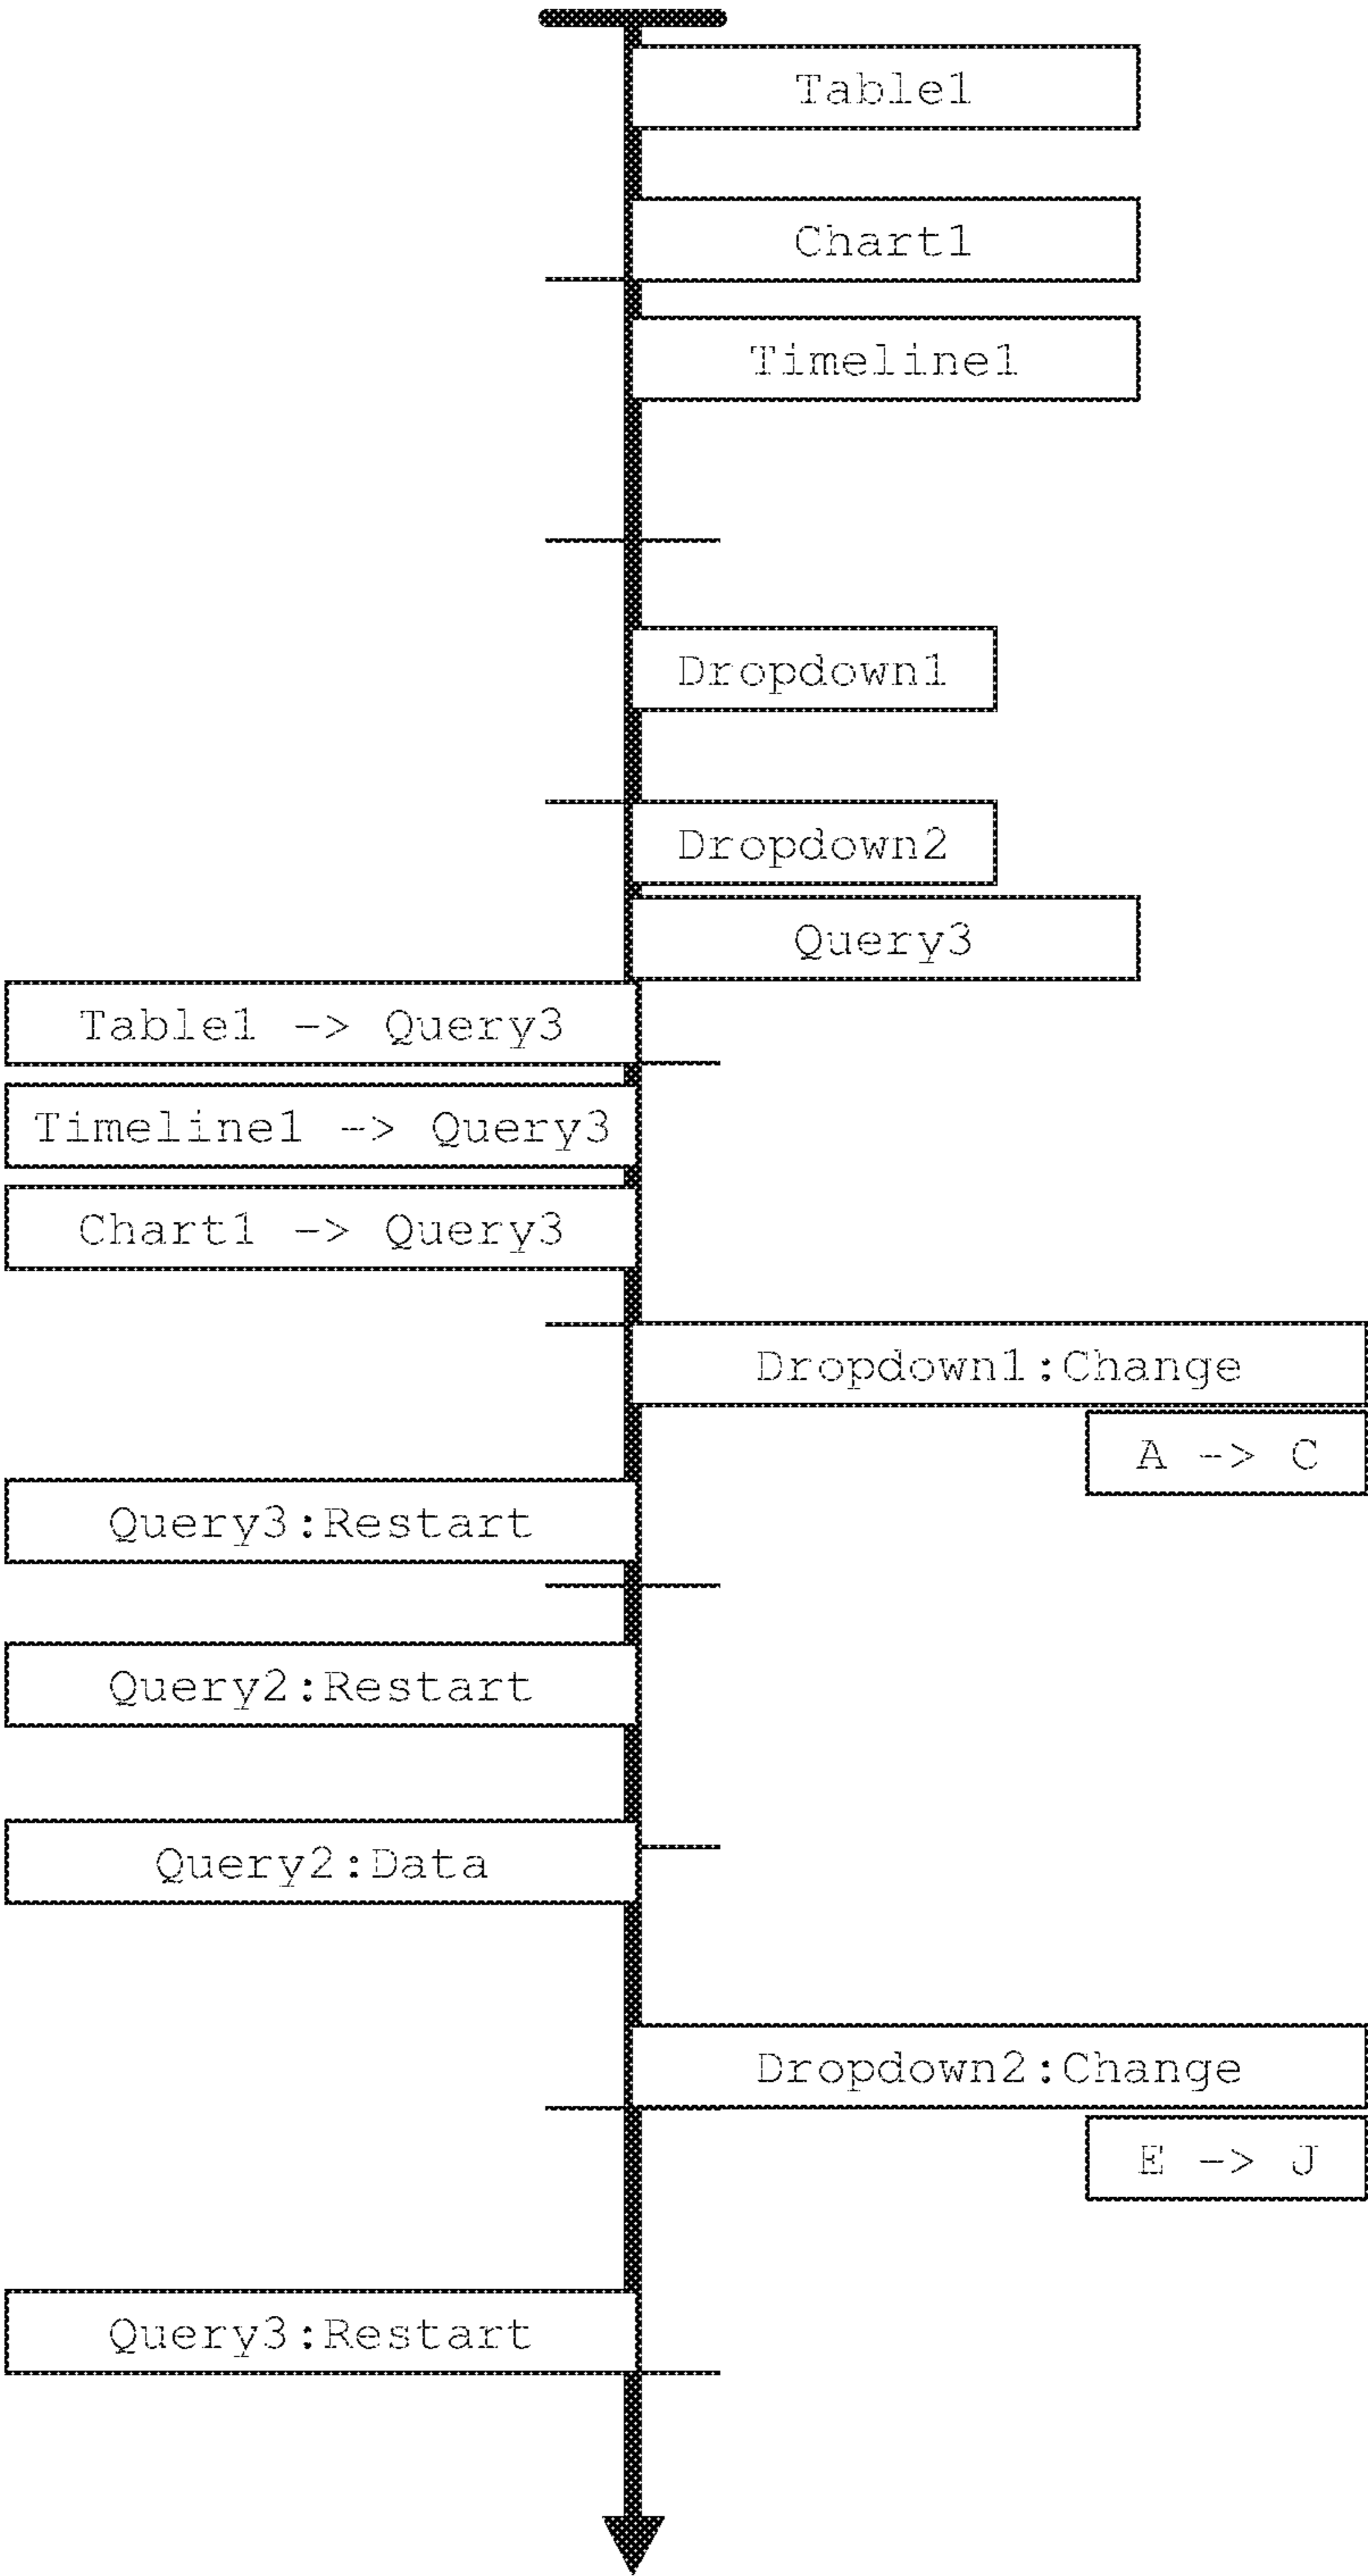 Table1
Chart1
Timeline1
Dropdown1
Dropdown2
Query3
Table1 -> Query3
Timeline1 -> Query3
Chart1 -> Query3
Dropdown1:Change
A -> C
Query3:Restart
Query2:Restart
Query2:Data
Dropdown2:Change
E -> J
Query3:Restart